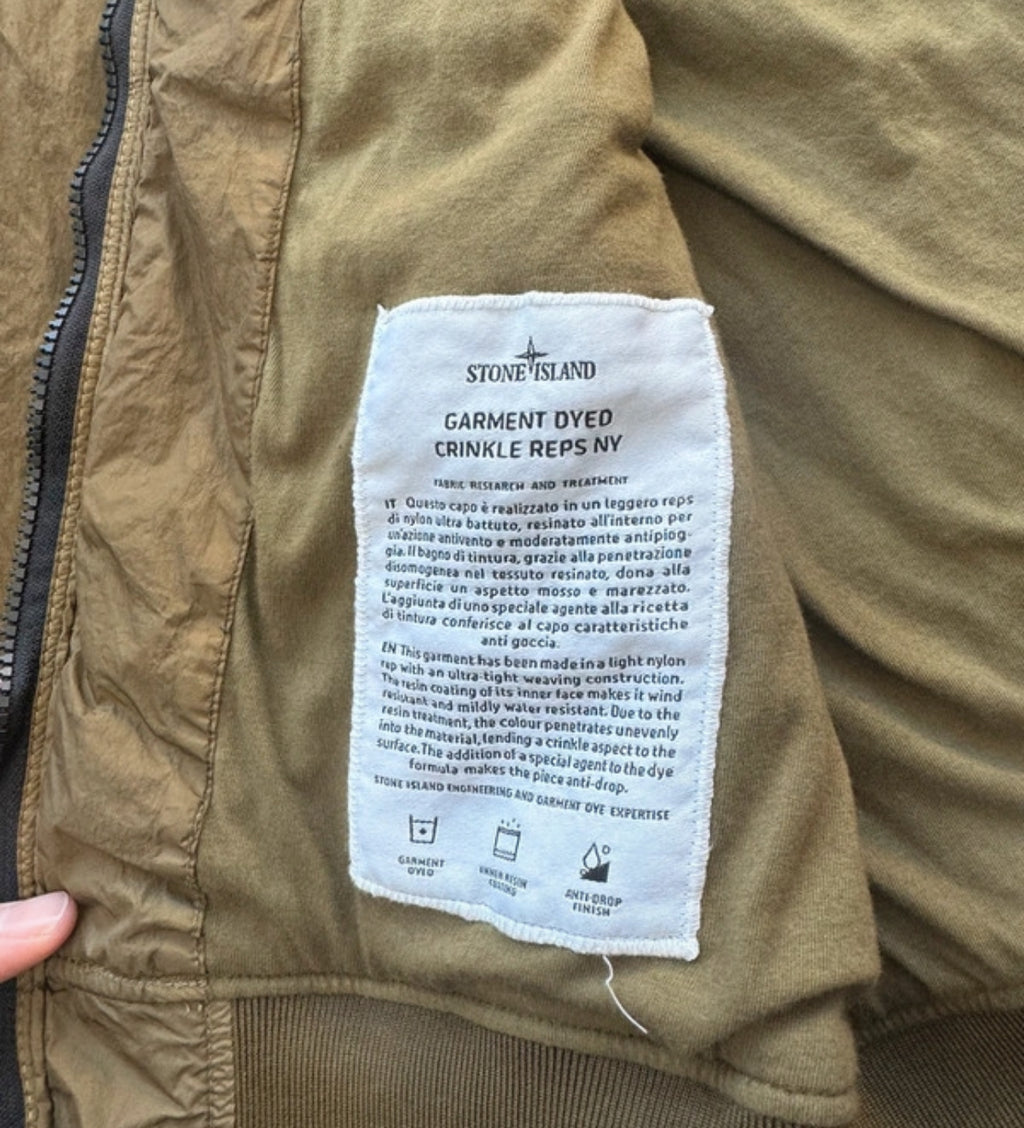 STONE ISLAND
GARMENT DYED
CRINKLE REPS NY
FABRIC RESEARCH AND TREATMENT
IT Questo capo è realizzato in un leggero reps
di nylon ultra battuto, resinato all'interno per
un'azione antivento e moderatamente antipiog-
gia. Il bagno di tintura, grazie alla penetrazione
disomogenea nel tessuto resinato, dona alla
superficie un aspetto mosso e marezzato.
L'aggiunta di uno speciale agente alla ricetta
di tintura conferisce al capo caratteristiche
anti goccia.
EN This garment has been made in a light nylon
rep with an ultra-tight weaving construction.
The resin coating of its inner face makes it wind
resistant and mildly water resistant. Due to the
resin treatment, the colour penetrates unevenly
into the material, lending a crinkle aspect to the
surface. The addition of a special agent to the dye
formula makes the piece anti-drop.
STONE ISLAND ENGINEERING AND GARMENT DYE EXPERTISE
GARMENT
DYED
INNER RESIN
COATING
ANTI-DROP
FINISH